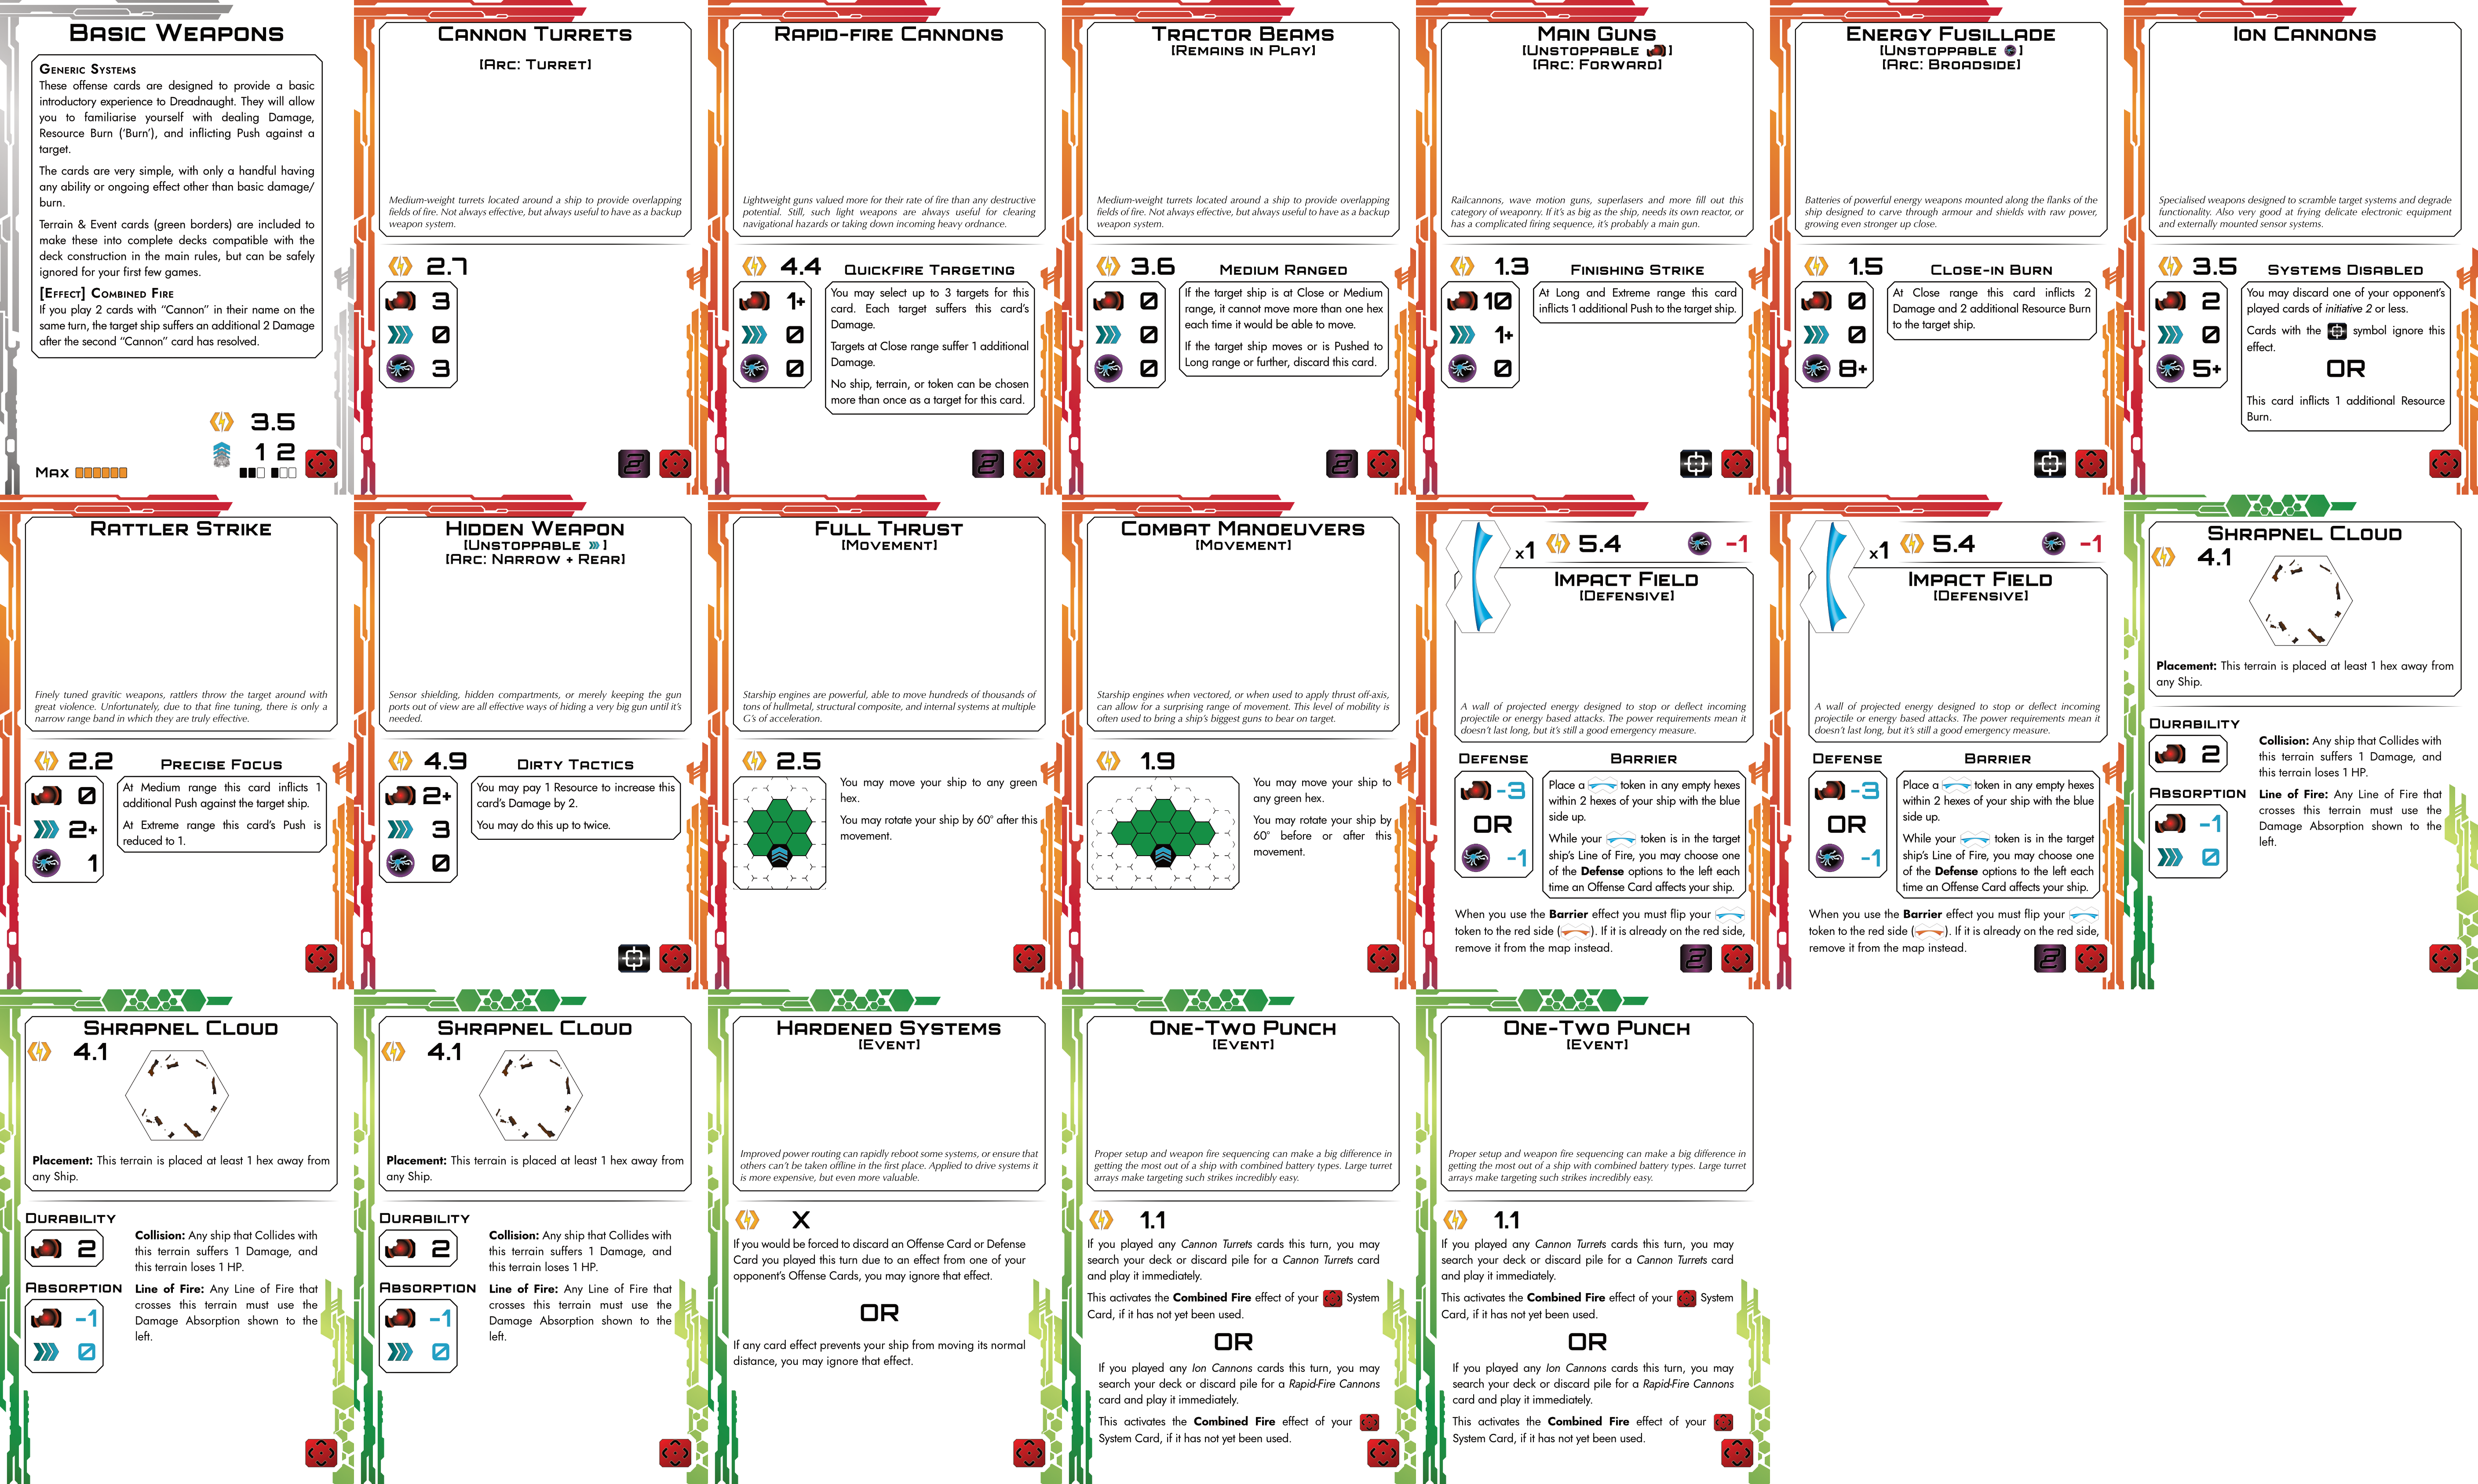 Basic Weapons
Generic Systems
These offense cards are designed to provide a basic
introductory experience to Dreadnaught. They will allow
you to familiarise yourself with dealing Damage,
Resource Burn ('Burn'), and inflicting Push against a
target.
The cards are very simple, with only a handful having
any ability or ongoing effect other than basic damage/
burn.
Terrain & Event cards (green borders) are included to
make these into complete decks compatible with the
deck construction in the main rules, but can be safely
ignored for your first few games.
[Effect] Combined Fire
If you play 2 cards with "Cannon" in their name on the
same turn, the target ship suffers an additional 2 Damage
after the second "Cannon" card has resolved.
3.5
1 2
Max
Cannon Turrets
[Arc: Turret]
Medium-weight turrets located around a ship to provide overlapping
fields of fire. Not always effective, but always useful to have as a backup
weapon system.
2.7
3
0
3
2
Rapid-fire Cannons
Lightweight guns valued more for their rate of fire than any destructive
potential. Still, such light weapons are always useful for clearing
navigational hazards or taking down incoming heavy ordnance.
4.4
1+
0
0
Quickfire Targeting
You may select up to 3 targets for this
card. Each target suffers this card's
Damage.
Targets at Close range suffer 1 additional
Damage.
No ship, terrain, or token can be chosen
more than once as a target for this card.
2
Tractor Beams
[Remains in Play]
Medium-weight turrets located around a ship to provide overlapping
fields of fire. Not always effective, but always useful to have as a backup
weapon system.
3.6
0
0
0
Medium Ranged
If the target ship is at Close or Medium
range, it cannot move more than one hex
each time it would be able to move.
If the target ship moves or is Pushed to
Long range or further, discard this card.
2
Main Guns
[Unstoppable ]
[Arc: Forward]
Railcannons, wave motion guns, superlasers and more fill out this
category of weaponry. If it's as big as the ship, needs its own reactor, or
has a complicated firing sequence, it's probably a main gun.
1.3
10
1+
0
Finishing Strike
At Long and Extreme range this card
inflicts 1 additional Push to the target ship.
Energy Fusillade
[Unstoppable ]
[Arc: Broadside]
Batteries of powerful energy weapons mounted along the flanks of the
ship designed to carve through armour and shields with raw power,
growing even stronger up close.
1.5
0
0
8+
Close-in Burn
At Close range this card inflicts 2
Damage and 2 additional Resource Burn
to the target ship.
Ion Cannons
Specialised weapons designed to scramble target systems and degrade
functionality. Also very good at frying delicate electronic equipment
and externally mounted sensor systems.
3.5
2
0
5+
Systems Disabled
You may discard one of your opponent's
played cards of initiative 2 or less.
Cards with the symbol ignore this
effect.
OR
This card inflicts 1 additional Resource
Burn.
Rattler Strike
Finely tuned gravitic weapons, rattlers throw the target around with
great violence. Unfortunately, due to that fine tuning, there is only a
narrow range band in which they are truly effective.
2.2
0
2+
1
Precise Focus
At Medium range this card inflicts 1
additional Push against the target ship.
At Extreme range this card's Push is
reduced to 1.
Hidden Weapon
[Unstoppable ]
[Arc: Narrow + Rear]
Sensor shielding, hidden compartments, or merely keeping the gun
ports out of view are all effective ways of hiding a very big gun until it's
needed.
4.9
2+
3
0
Dirty Tactics
You may pay 1 Resource to increase this
card's Damage by 2.
You may do this up to twice.
Full Thrust
[Movement]
Starship engines are powerful, able to move hundreds of thousands of
tons of hullmetal, structural composite, and internal systems at multiple
G's of acceleration.
2.5
You may move your ship to any green
hex.
You may rotate your ship by 60° after this
movement.
Combat Manoeuvers
[Movement]
Starship engines when vectored, or when used to apply thrust off-axis,
can allow for a surprising range of movement. This level of mobility is
often used to bring a ship's biggest guns to bear on target.
1.9
You may move your ship to
any green hex.
You may rotate your ship by
60° before or after this
movement.
x1 5.4 -1
Impact Field
[Defensive]
A wall of projected energy designed to stop or deflect incoming
projectile or energy based attacks. The power requirements mean it
doesn't last long, but it's still a good emergency measure.
Defense
-3
OR
-1
Barrier
Place a token in any empty hexes
within 2 hexes of your ship with the blue
side up.
While your token is in the target
ship's Line of Fire, you may choose one
of the Defense options to the left each
time an Offense Card affects your ship.
When you use the Barrier effect you must flip your
token to the red side ( ). If it is already on the red side,
remove it from the map instead.
2
x1 5.4 -1
Impact Field
[Defensive]
A wall of projected energy designed to stop or deflect incoming
projectile or energy based attacks. The power requirements mean it
doesn't last long, but it's still a good emergency measure.
Defense
-3
OR
-1
Barrier
Place a token in any empty hexes
within 2 hexes of your ship with the blue
side up.
While your token is in the target
ship's Line of Fire, you may choose one
of the Defense options to the left each
time an Offense Card affects your ship.
When you use the Barrier effect you must flip your
token to the red side ( ). If it is already on the red side,
remove it from the map instead.
2
Shrapnel Cloud
4.1
Placement: This terrain is placed at least 1 hex away from
any Ship.
Durability
2
Absorption
-1
0
Collision: Any ship that Collides with
this terrain suffers 1 Damage, and
this terrain loses 1 HP.
Line of Fire: Any Line of Fire that
crosses this terrain must use the
Damage Absorption shown to the
left.
Shrapnel Cloud
4.1
Placement: This terrain is placed at least 1 hex away from
any Ship.
Durability
2
Absorption
-1
0
Collision: Any ship that Collides with
this terrain suffers 1 Damage, and
this terrain loses 1 HP.
Line of Fire: Any Line of Fire that
crosses this terrain must use the
Damage Absorption shown to the
left.
Shrapnel Cloud
4.1
Placement: This terrain is placed at least 1 hex away from
any Ship.
Durability
2
Absorption
-1
0
Collision: Any ship that Collides with
this terrain suffers 1 Damage, and
this terrain loses 1 HP.
Line of Fire: Any Line of Fire that
crosses this terrain must use the
Damage Absorption shown to the
left.
Hardened Systems
[Event]
Improved power routing can rapidly reboot some systems, or ensure that
others can't be taken offline in the first place. Applied to drive systems it
is more expensive, but even more valuable.
X
If you would be forced to discard an Offense Card or Defense
Card you played this turn due to an effect from one of your
opponent's Offense Cards, you may ignore that effect.
OR
If any card effect prevents your ship from moving its normal
distance, you may ignore that effect.
One-Two Punch
[Event]
Proper setup and weapon fire sequencing can make a big difference in
getting the most out of a ship with combined battery types. Large turret
arrays make targeting such strikes incredibly easy.
1.1
If you played any Cannon Turrets cards this turn, you may
search your deck or discard pile for a Cannon Turrets card
and play it immediately.
This activates the Combined Fire effect of your System
Card, if it has not yet been used.
OR
If you played any Ion Cannons cards this turn, you may
search your deck or discard pile for a Rapid-Fire Cannons
card and play it immediately.
This activates the Combined Fire effect of your
System Card, if it has not yet been used.
One-Two Punch
[Event]
Proper setup and weapon fire sequencing can make a big difference in
getting the most out of a ship with combined battery types. Large turret
arrays make targeting such strikes incredibly easy.
1.1
If you played any Cannon Turrets cards this turn, you may
search your deck or discard pile for a Cannon Turrets card
and play it immediately.
This activates the Combined Fire effect of your System
Card, if it has not yet been used.
OR
If you played any Ion Cannons cards this turn, you may
search your deck or discard pile for a Rapid-Fire Cannons
card and play it immediately.
This activates the Combined Fire effect of your
System Card, if it has not yet been used.